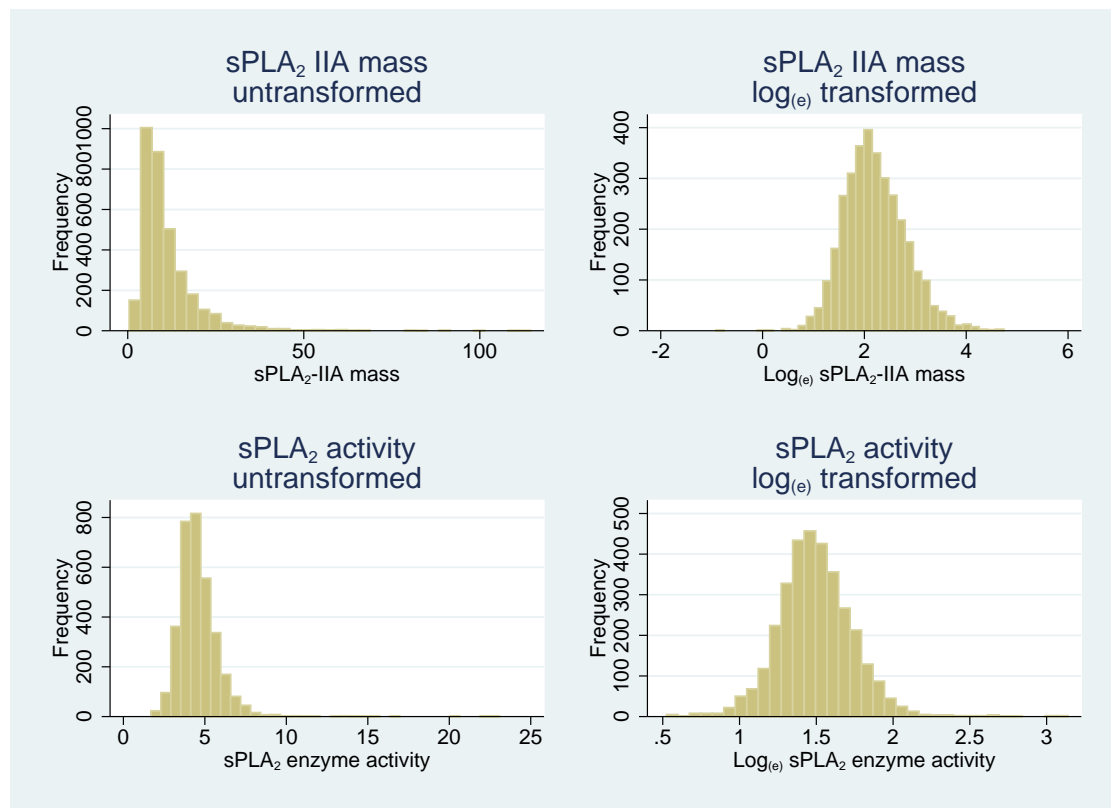 sPLA₂ IIA mass
untransformed
Frequency
0 200 400 600 800 1000
0 50 100
sPLA₂-IIA mass
sPLA₂ IIA mass
log₍ₑ₎ transformed
Frequency
0 100 200 300 400
-2 0 2 4 6
Log₍ₑ₎ sPLA₂-IIA mass
sPLA₂ activity
untransformed
Frequency
0 200 400 600 800
0 5 10 15 20 25
sPLA₂ enzyme activity
sPLA₂ activity
log₍ₑ₎ transformed
Frequency
0 100 200 300 400 500
.5 1 1.5 2 2.5 3
Log₍ₑ₎ sPLA₂ enzyme activity